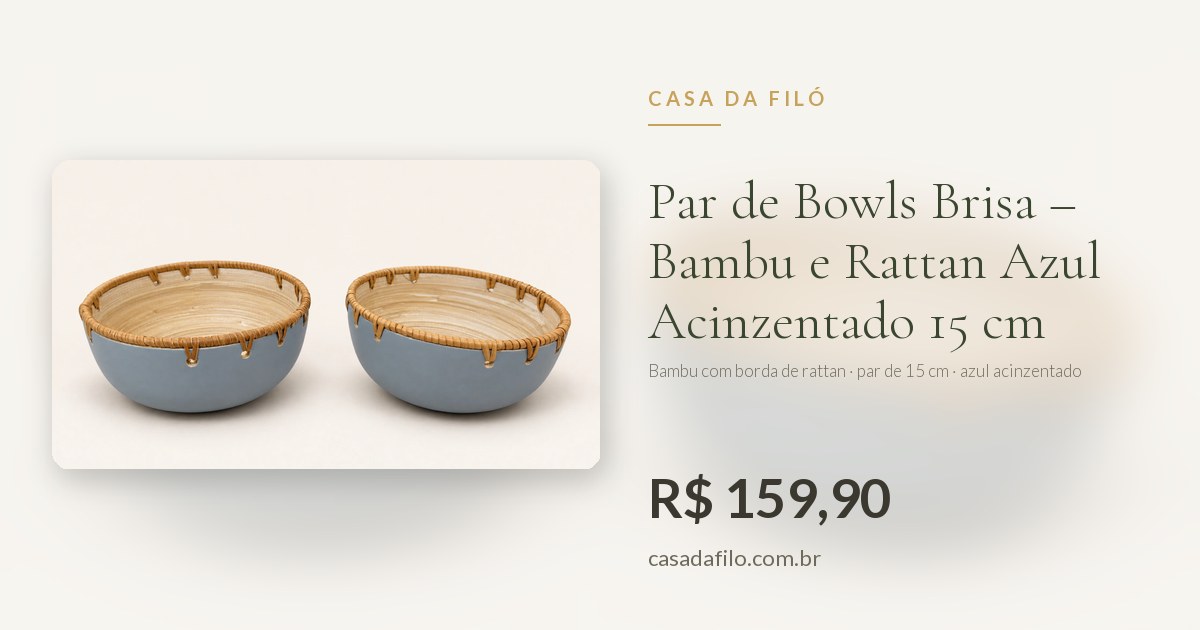 CASA DA FILÓ
Par de Bowls Brisa –
Bambu e Rattan Azul
Acinzentado 15 cm
Bambu com borda de rattan · par de 15 cm · azul acinzentado
R$ 159,90
casadafilo.com.br